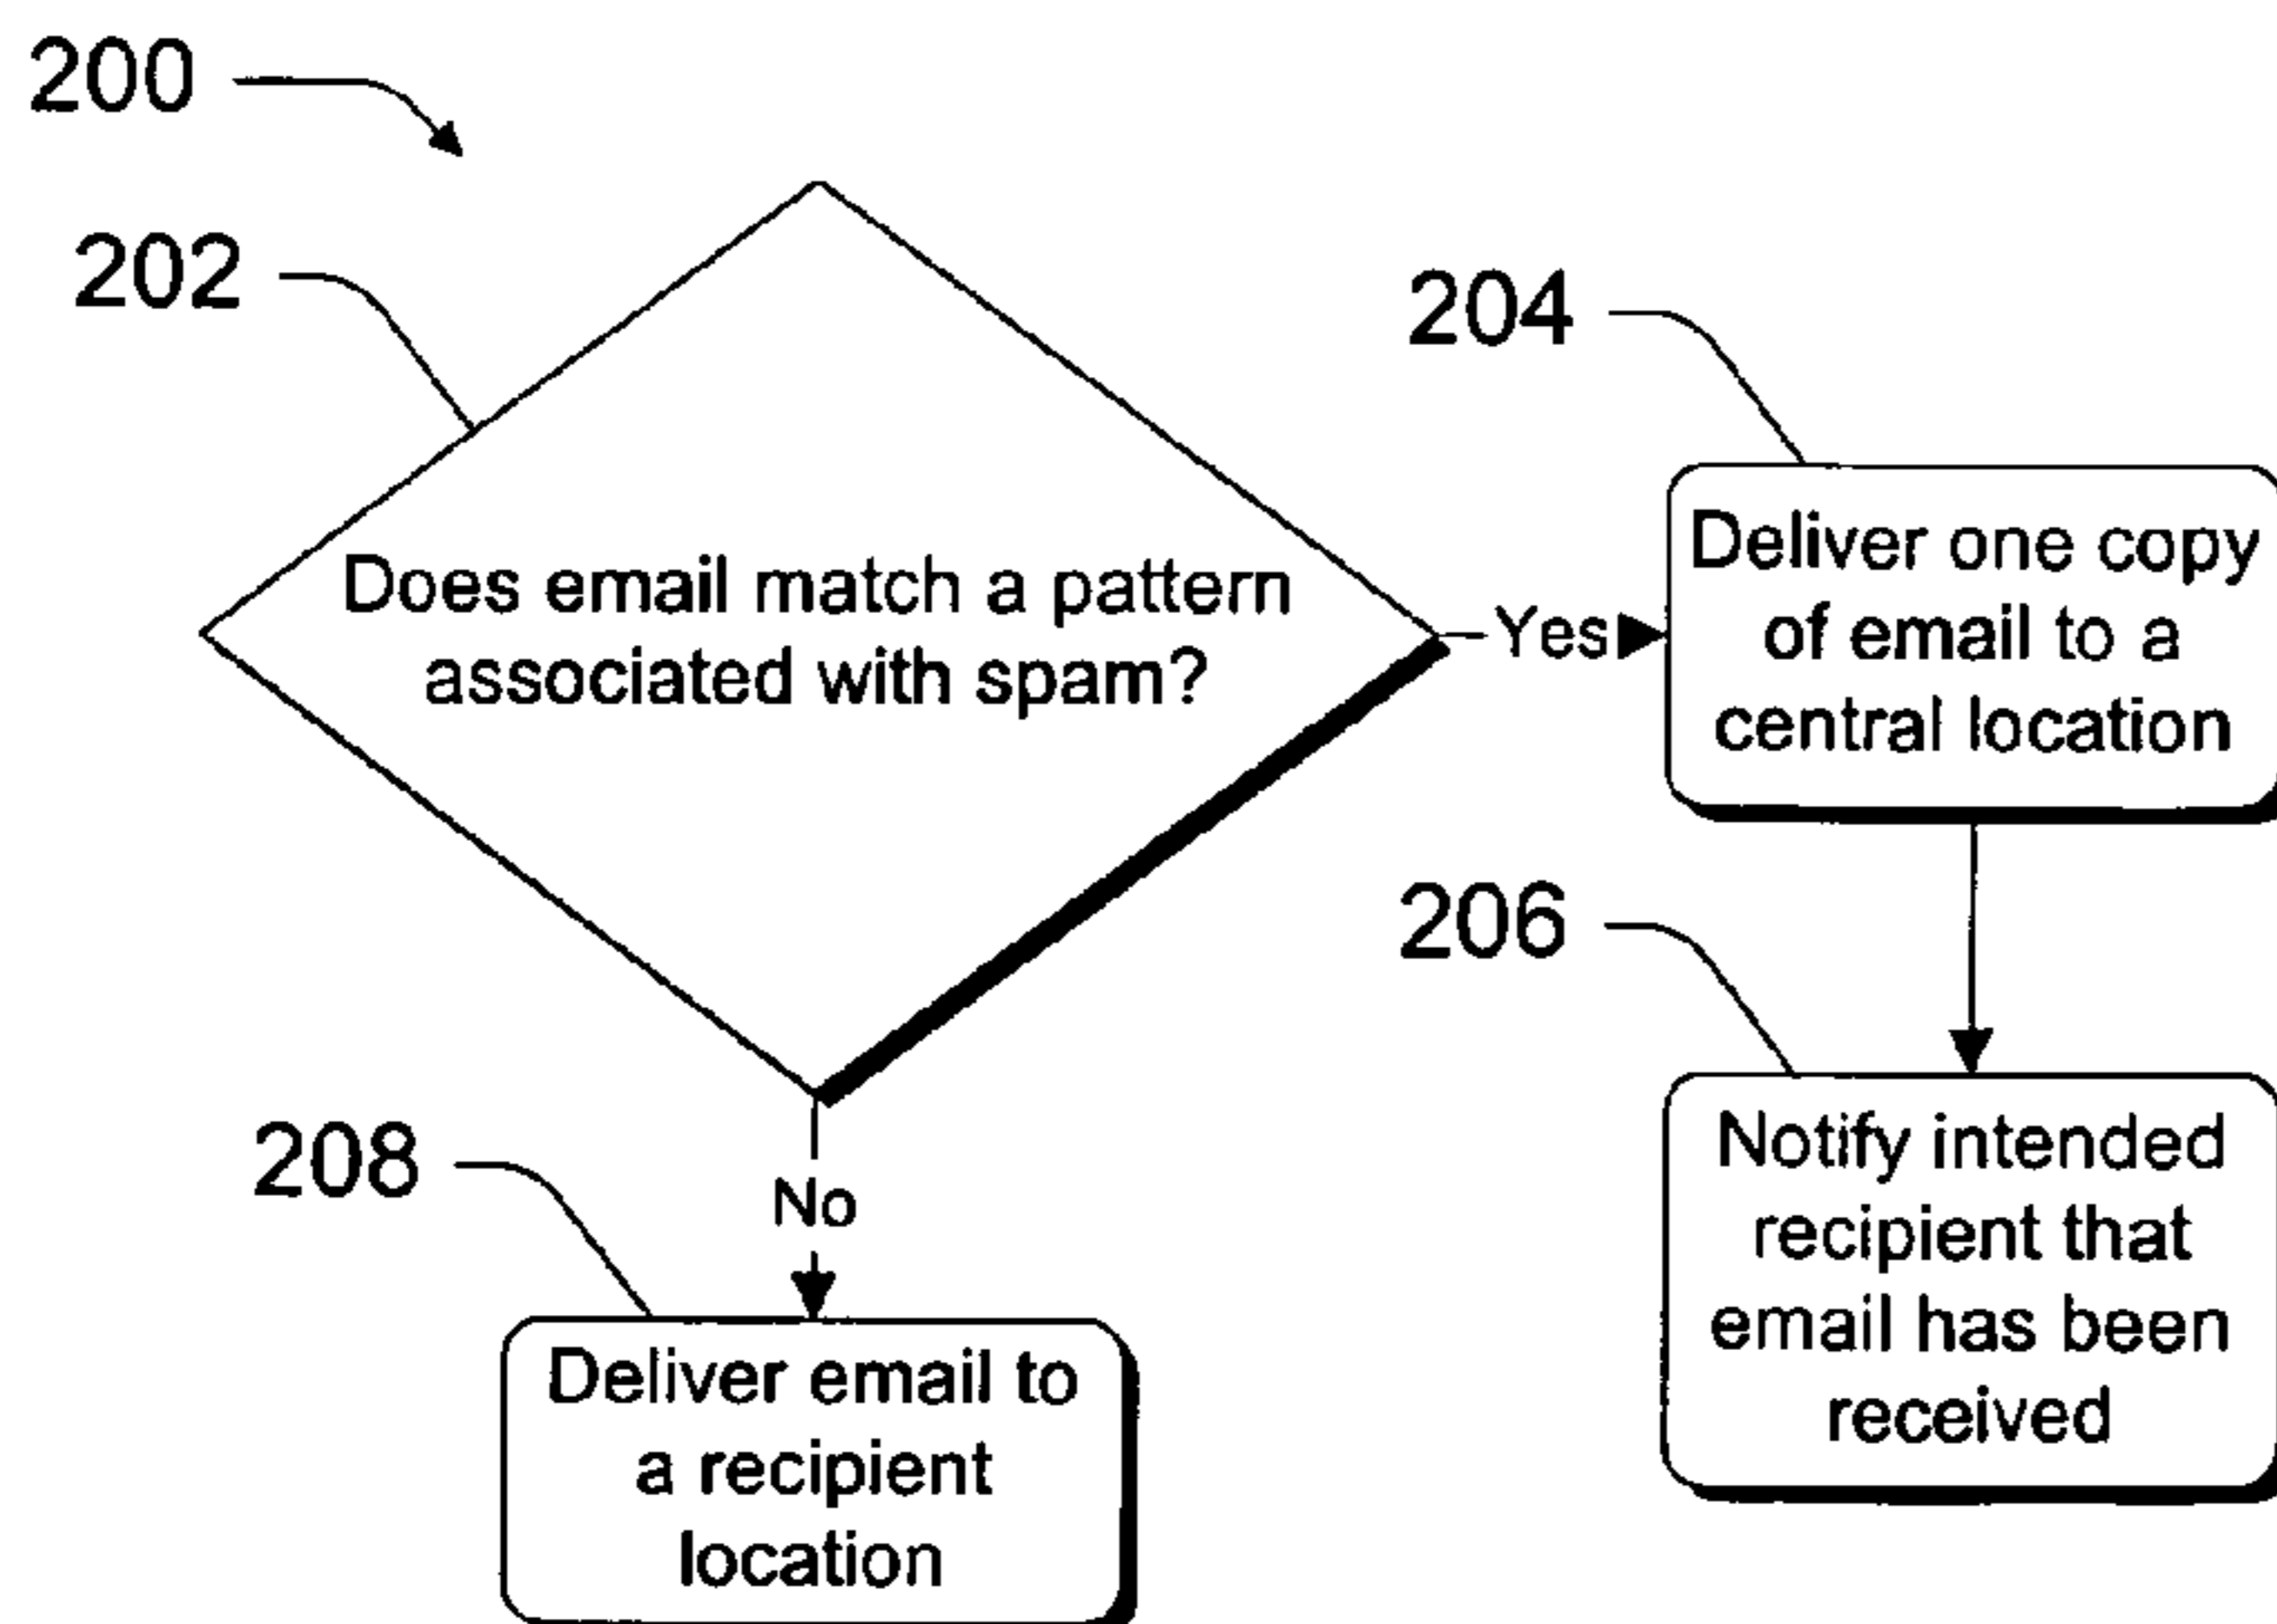 200
202
Does email match a pattern
associated with spam?
Yes
204
Deliver one copy
of email to a
central location
206
Notify intended
recipient that
email has been
received
No
208
Deliver email to
a recipient
location